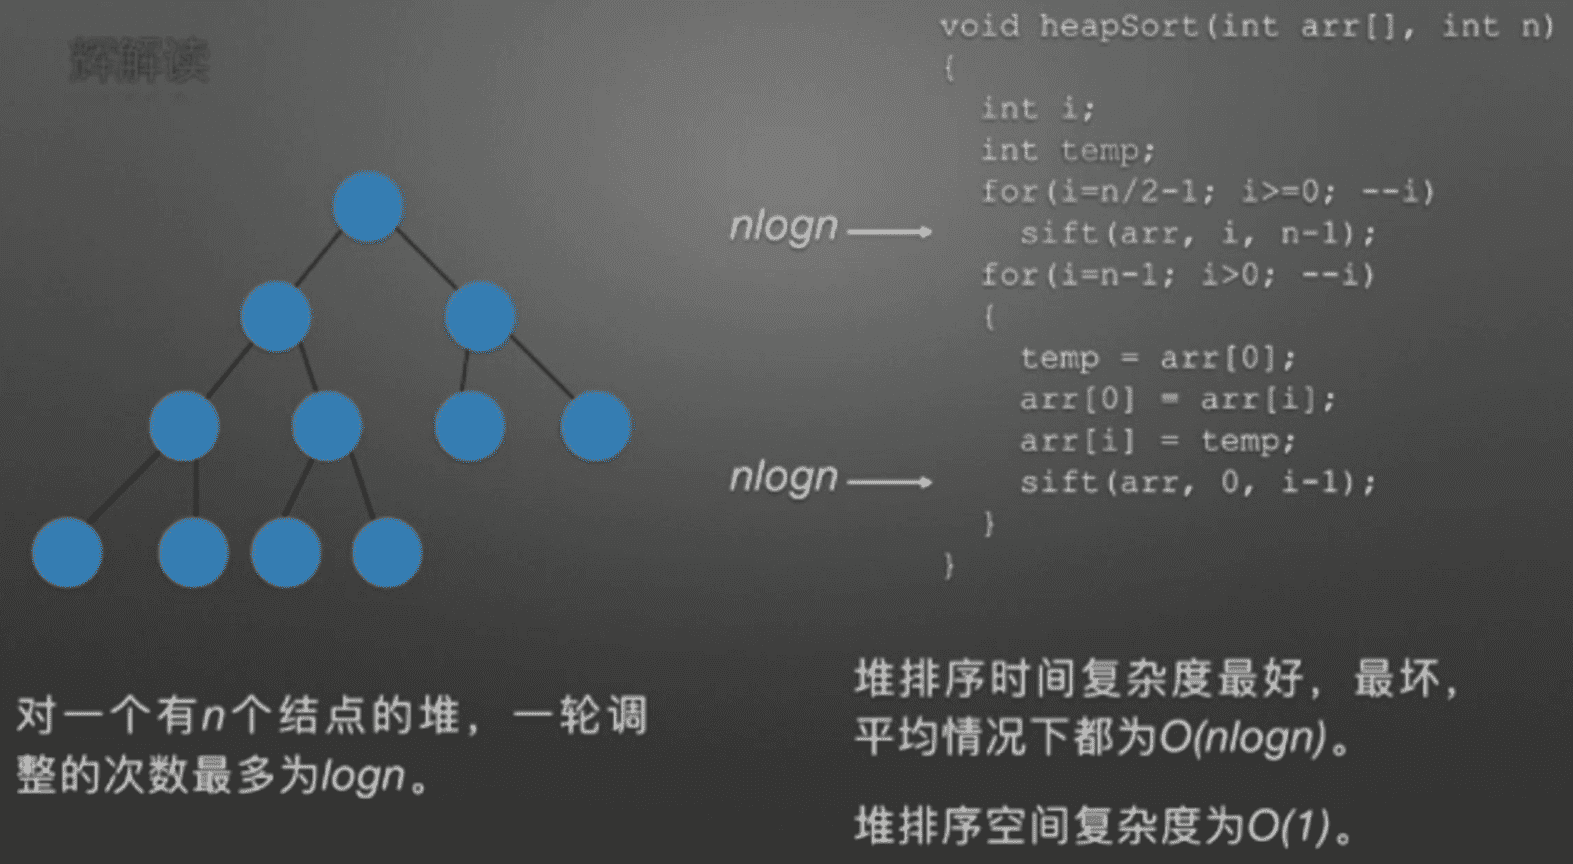 辉解读
void heapSort(int arr[], int n)
{
int i;
int temp;
for(i=n/2-1; i>=0; --i)
nlogn
sift(arr, i, n-1);
for(i=n-1; i>0; --i)
{
temp = arr[0];
arr[0] = arr[i];
arr[i] = temp;
nlogn
sift(arr, 0, i-1);
}
}
对一个有n个结点的堆，一轮调
整的次数最多为logn。
堆排序时间复杂度最好，最坏，
平均情况下都为O(nlogn)。
堆排序空间复杂度为O(1)。